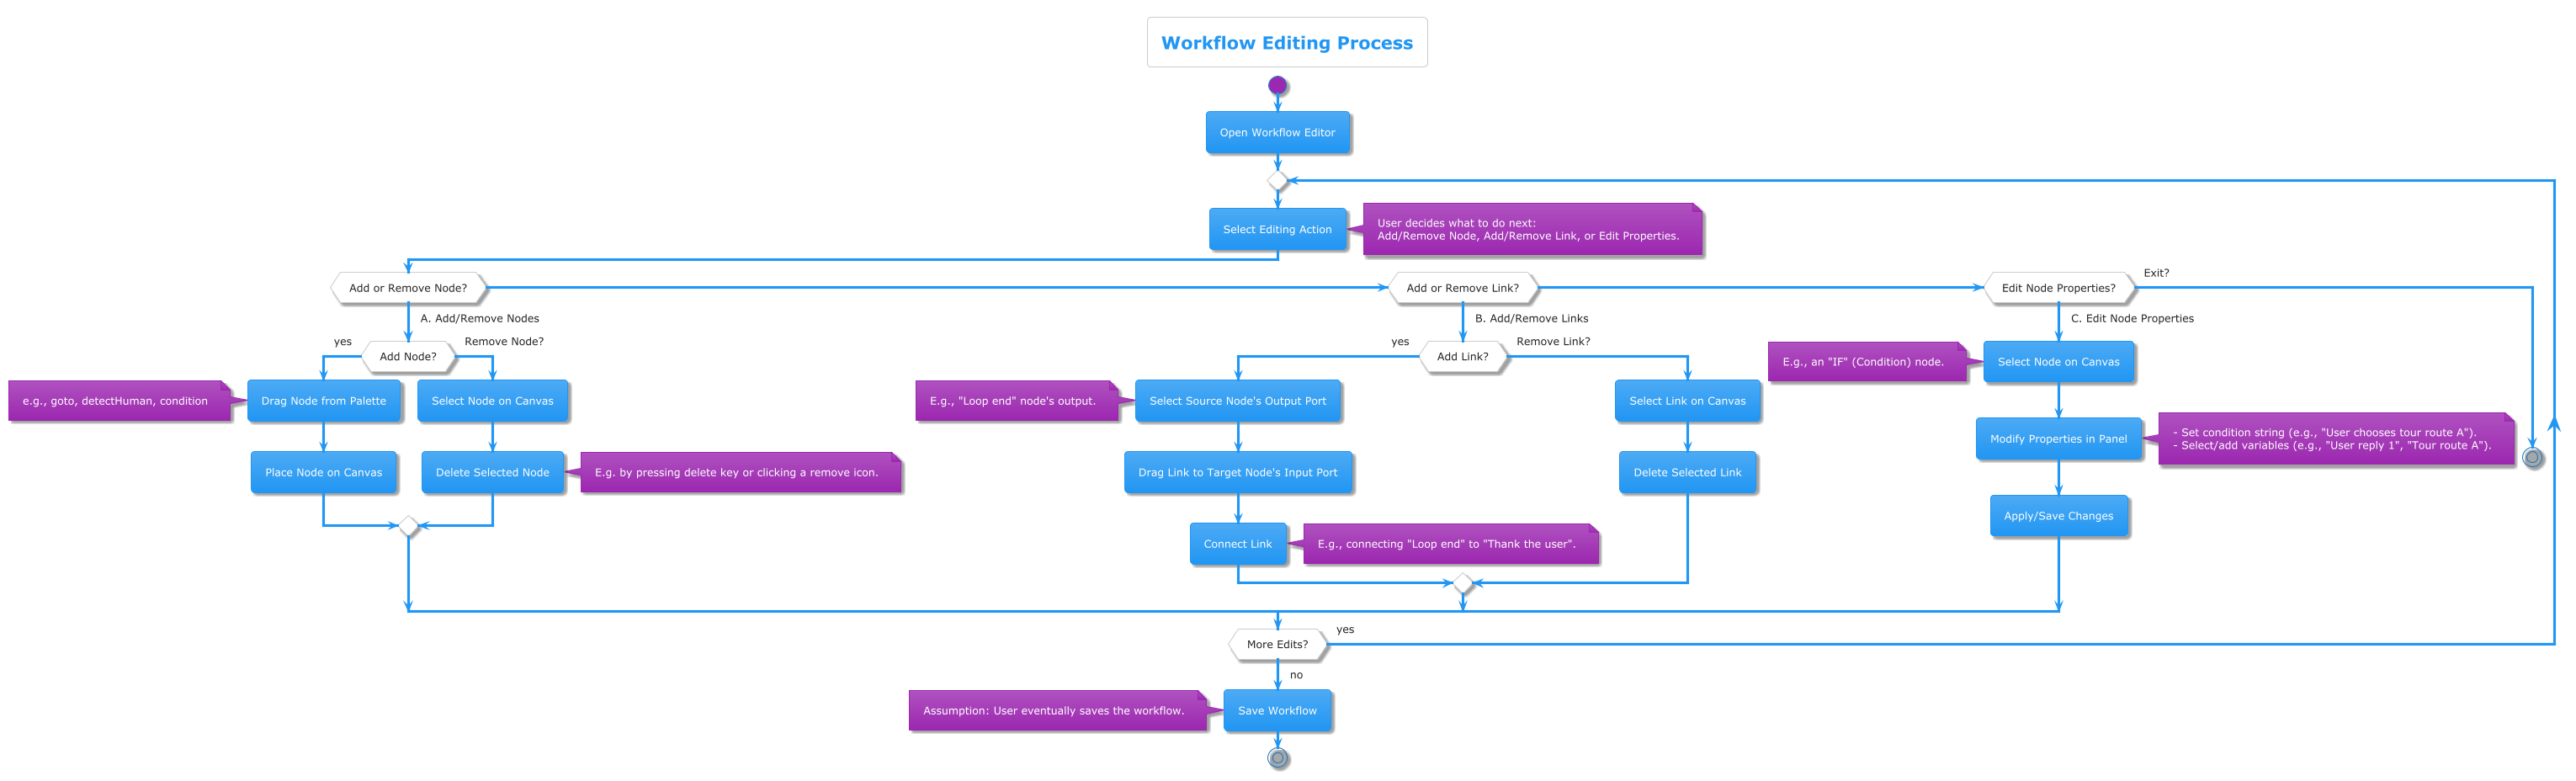 Workflow Editing Process
Open Workflow Editor
Select Editing Action
User decides what to do next:
Add/Remove Node, Add/Remove Link, or Edit Properties.
Add or Remove Node?
Add or Remove Link?
Edit Node Properties?
Exit?
A. Add/Remove Nodes
B. Add/Remove Links
C. Edit Node Properties
yes
Add Node?
Remove Node?
e.g., goto, detectHuman, condition
Drag Node from Palette
Place Node on Canvas
Select Node on Canvas
Delete Selected Node
E.g. by pressing delete key or clicking a remove icon.
yes
Add Link?
Remove Link?
E.g., "Loop end" node's output.
Select Source Node's Output Port
Drag Link to Target Node's Input Port
Connect Link
E.g., connecting "Loop end" to "Thank the user".
Select Link on Canvas
Delete Selected Link
E.g., an "IF" (Condition) node.
Select Node on Canvas
Modify Properties in Panel
- Set condition string (e.g., "User chooses tour route A").
- Select/add variables (e.g., "User reply 1", "Tour route A").
Apply/Save Changes
More Edits?
yes
no
Assumption: User eventually saves the workflow.
Save Workflow